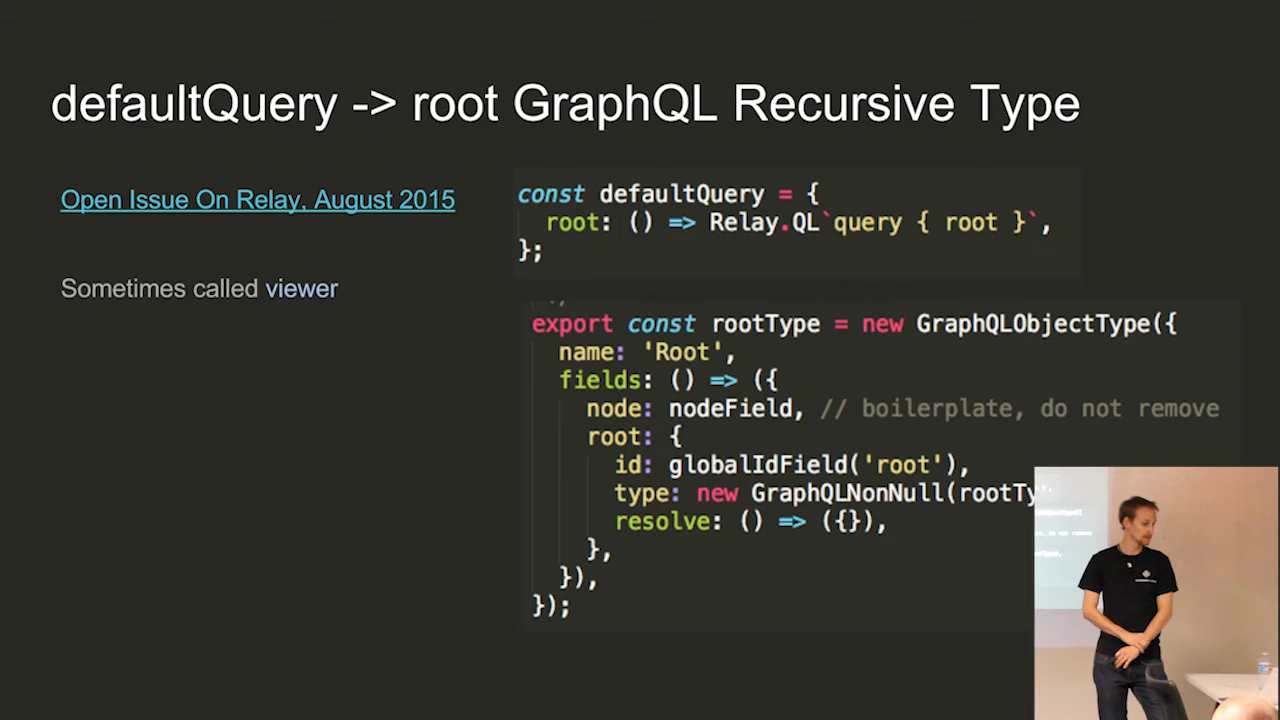 defaultQuery -> root GraphQL Recursive Type
Open Issue On Relay, August 2015
Sometimes called viewer
const defaultQuery = {
root: () => Relay.QL`query { root }`,
};
export const rootType = new GraphQLObjectType({
name: 'Root',
fields: () => ({
node: nodeField, // boilerplate, do not remove
root: {
id: globalIdField('root'),
type: new GraphQLNonNull(rootTy
resolve: () => ({}),
},
}),
});